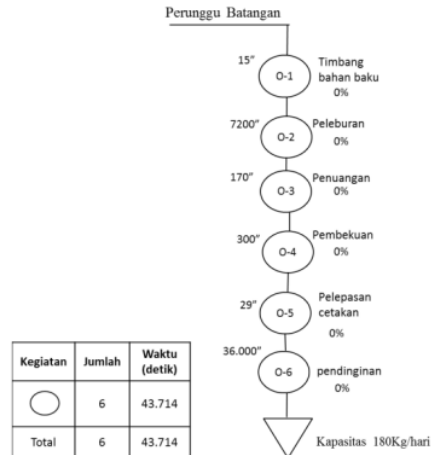 Perunggu Batangan
15"
O-1
Timbang
bahan baku
0%
7200"
O-2
Peleburan
0%
170"
O-3
Penuangan
0%
300"
O-4
Pembekuan
0%
29"
O-5
Pelepasan
cetakan
0%
36.000"
O-6
pendinginan
0%
Kapasitas 180Kg/hari
Kegiatan Jumlah Waktu
(detik)
6 43.714
Total 6 43.714